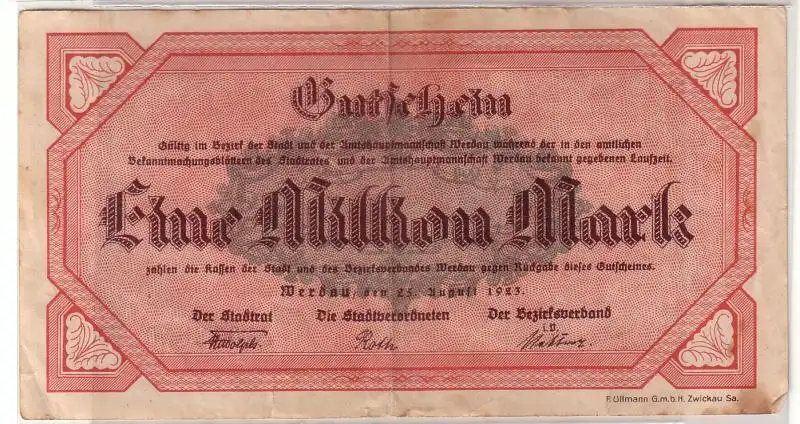 Gutschein
Gültig im Bezirk der Stadt und der Amtshauptmannschaft Werdau während der in den amtlichen
Bekanntmachungsblättern des Stadtrates und der Amtshauptmannschaft Werdau bekannt gegebenen Laufzeit.
Eine Million Mark
zahlen die Kassen der Stadt und des Bezirksverbandes Werdau gegen Rückgabe dieses Gutscheines.
Werdau, den 25. August 1923.
Der Stadtrat Die Stadtverordneten Der Bezirksverband
i.V.
Roth
F. Ullmann G.m.b.H. Zwickau Sa.